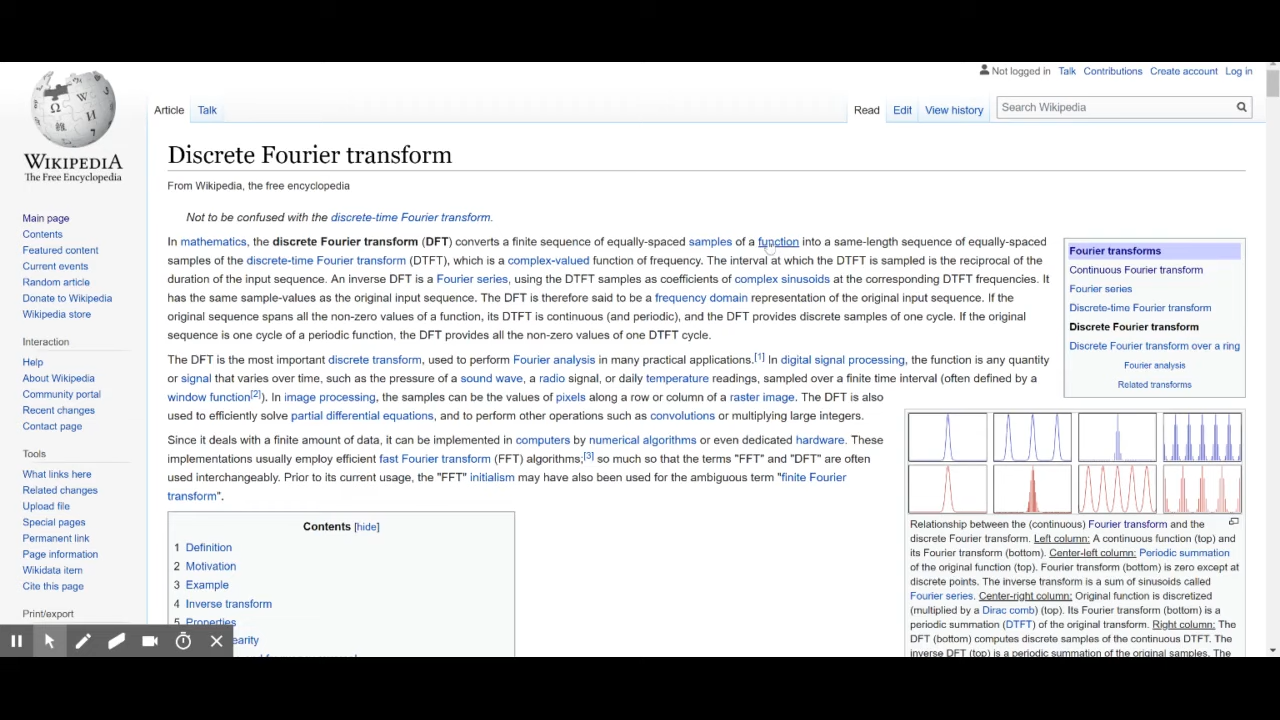 Not logged in Talk Contributions Create account Log in
Article Talk Read Edit View history Search Wikipedia
WIKIPEDIA
The Free Encyclopedia
Main page
Contents
Featured content
Current events
Random article
Donate to Wikipedia
Wikipedia store
Interaction
Help
About Wikipedia
Community portal
Recent changes
Contact page
Tools
What links here
Related changes
Upload file
Special pages
Permanent link
Page information
Wikidata item
Cite this page
Print/export
Discrete Fourier transform
From Wikipedia, the free encyclopedia
Not to be confused with the discrete-time Fourier transform.
In mathematics, the discrete Fourier transform (DFT) converts a finite sequence of equally-spaced samples of a function into a same-length sequence of equally-spaced
samples of the discrete-time Fourier transform (DTFT), which is a complex-valued function of frequency. The interval at which the DTFT is sampled is the reciprocal of the
duration of the input sequence. An inverse DFT is a Fourier series, using the DTFT samples as coefficients of complex sinusoids at the corresponding DTFT frequencies. It
has the same sample-values as the original input sequence. The DFT is therefore said to be a frequency domain representation of the original input sequence. If the
original sequence spans all the non-zero values of a function, its DTFT is continuous (and periodic), and the DFT provides discrete samples of one cycle. If the original
sequence is one cycle of a periodic function, the DFT provides all the non-zero values of one DTFT cycle.
The DFT is the most important discrete transform, used to perform Fourier analysis in many practical applications.[1] In digital signal processing, the function is any quantity
or signal that varies over time, such as the pressure of a sound wave, a radio signal, or daily temperature readings, sampled over a finite time interval (often defined by a
window function[2]). In image processing, the samples can be the values of pixels along a row or column of a raster image. The DFT is also
used to efficiently solve partial differential equations, and to perform other operations such as convolutions or multiplying large integers.
Since it deals with a finite amount of data, it can be implemented in computers by numerical algorithms or even dedicated hardware. These
implementations usually employ efficient fast Fourier transform (FFT) algorithms;[3] so much so that the terms "FFT" and "DFT" are often
used interchangeably. Prior to its current usage, the "FFT" initialism may have also been used for the ambiguous term "finite Fourier
transform".
Contents [hide]
1 Definition
2 Motivation
3 Example
4 Inverse transform
5 Properties
earity
Fourier transforms
Continuous Fourier transform
Fourier series
Discrete-time Fourier transform
Discrete Fourier transform
Discrete Fourier transform over a ring
Fourier analysis
Related transforms
Relationship between the (continuous) Fourier transform and the
discrete Fourier transform. Left column: A continuous function (top) and
its Fourier transform (bottom). Center-left column: Periodic summation
of the original function (top). Fourier transform (bottom) is zero except at
discrete points. The inverse transform is a sum of sinusoids called
Fourier series. Center-right column: Original function is discretized
(multiplied by a Dirac comb) (top). Its Fourier transform (bottom) is a
periodic summation (DTFT) of the original transform. Right column: The
DFT (bottom) computes discrete samples of the continuous DTFT. The
inverse DFT (top) is a periodic summation of the original samples. The